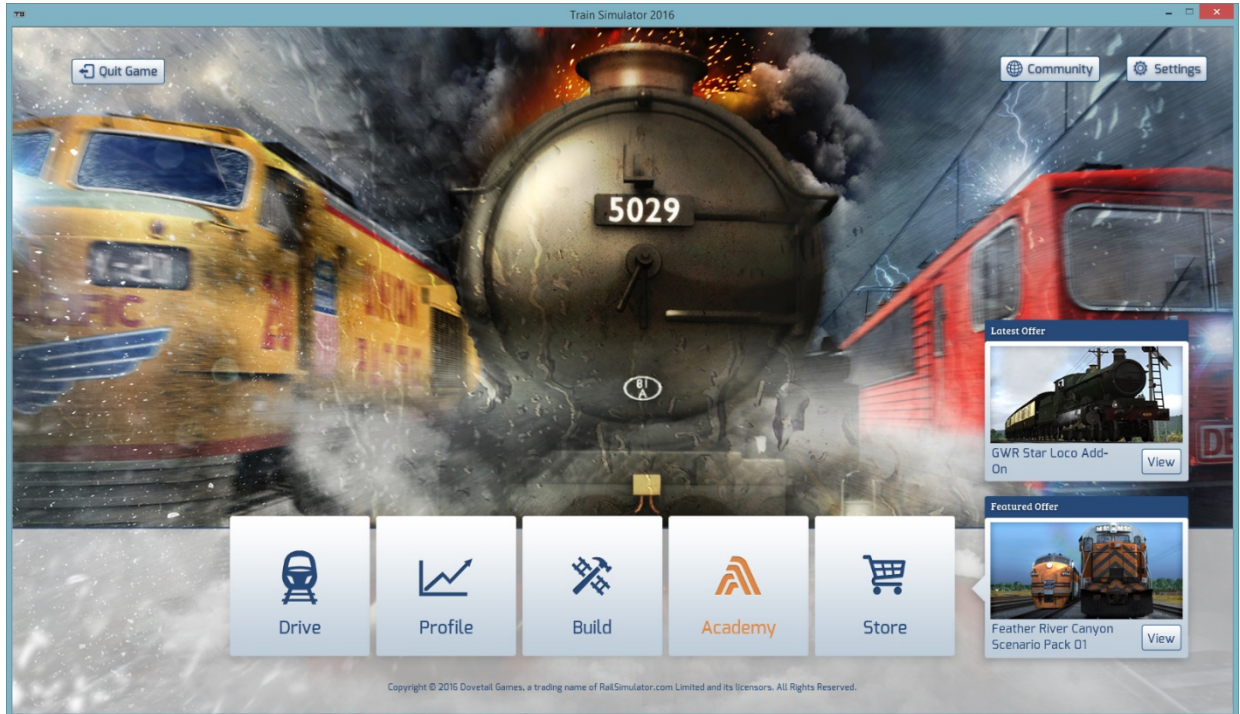 Train Simulator 2016
Quit Game
Community
Settings
5029
PACIFIC
UNION
Latest Offer
GWR Star Loco Add-
On
View
Featured Offer
Feather River Canyon
Scenario Pack 01
View
Drive
Profile
Build
Academy
Store
Copyright © 2016 Dovetail Games, a trading name of RailSimulator.com Limited and its licensors. All Rights Reserved.